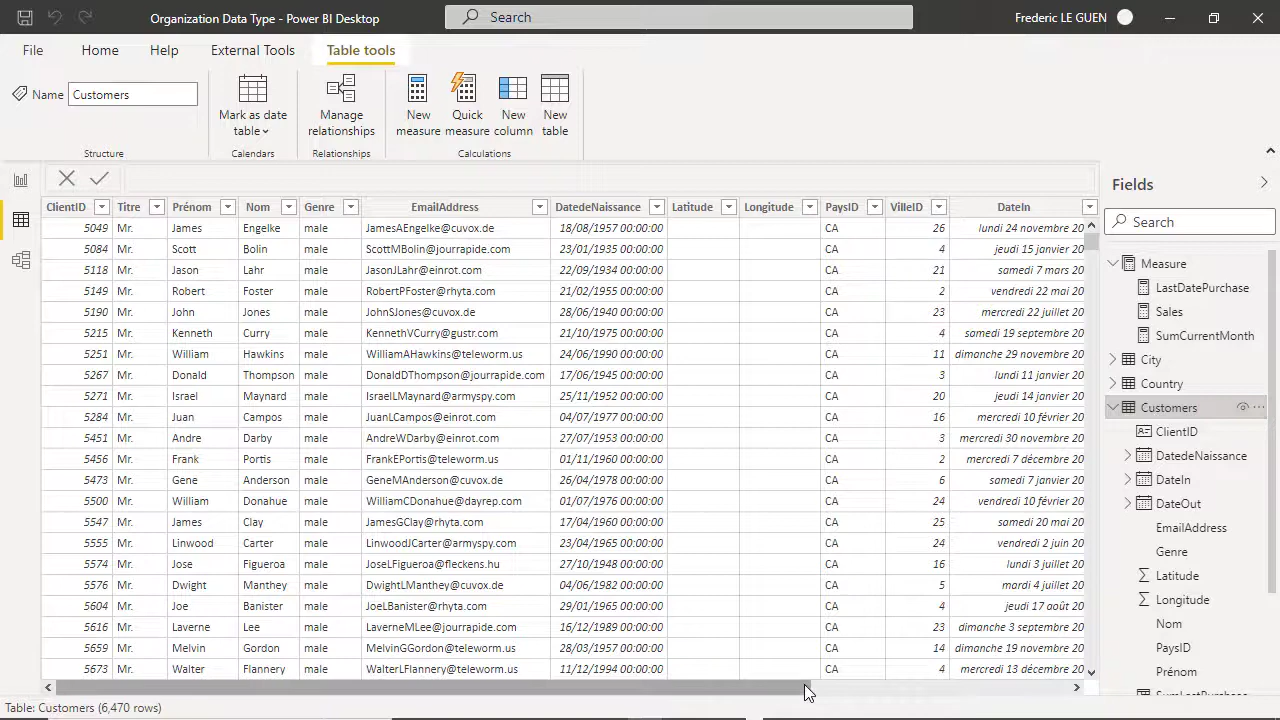 Organization Data Type - Power BI Desktop
Search
Frederic LE GUEN
File Home Help External Tools Table tools
Name Customers
Mark as date table
Manage relationships
New measure
Quick measure
New column
New table
Structure Calendars Relationships Calculations
ClientID Titre Prénom Nom Genre EmailAddress DatedeNaissance Latitude Longitude PaysID VilleID DateIn
5049 Mr. James Engelke male JamesAEngelke@cuvox.de 18/08/1957 00:00:00 CA 26 lundi 24 novembre 20
5084 Mr. Scott Bolin male ScottMBolin@jourrapide.com 23/01/1935 00:00:00 CA 4 jeudi 15 janvier 20
5118 Mr. Jason Lahr male JasonJLahr@einrot.com 22/09/1934 00:00:00 CA 21 samedi 7 mars 20
5149 Mr. Robert Foster male RobertPFoster@rhyta.com 21/02/1955 00:00:00 CA 2 vendredi 22 mai 20
5190 Mr. John Jones male JohnSJones@cuvox.de 28/06/1940 00:00:00 CA 23 mercredi 22 juillet 20
5215 Mr. Kenneth Curry male KennethVCurry@gustr.com 21/10/1975 00:00:00 CA 4 samedi 19 septembre 20
5251 Mr. William Hawkins male WilliamAHawkins@teleworm.us 24/06/1990 00:00:00 CA 11 dimanche 29 novembre 20
5267 Mr. Donald Thompson male DonaldDThompson@jourrapide.com 17/06/1945 00:00:00 CA 3 lundi 11 janvier 20
5271 Mr. Israel Maynard male IsraelLMaynard@armyspy.com 25/11/1952 00:00:00 CA 20 jeudi 14 janvier 20
5284 Mr. Juan Campos male JuanLCampos@einrot.com 04/07/1977 00:00:00 CA 16 mercredi 10 février 20
5451 Mr. Andre Darby male AndreWDarby@einrot.com 27/07/1953 00:00:00 CA 3 mercredi 30 novembre 20
5456 Mr. Frank Portis male FrankEPortis@teleworm.us 01/11/1960 00:00:00 CA 2 mercredi 7 décembre 20
5473 Mr. Gene Anderson male GeneMAnderson@cuvox.de 26/04/1978 00:00:00 CA 6 samedi 7 janvier 20
5500 Mr. William Donahue male WilliamCDonahue@dayrep.com 01/07/1976 00:00:00 CA 24 vendredi 10 février 20
5547 Mr. James Clay male JamesGClay@rhyta.com 17/04/1960 00:00:00 CA 25 samedi 20 mai 20
5555 Mr. Linwood Carter male LinwoodJCarter@armyspy.com 23/04/1965 00:00:00 CA 24 vendredi 2 juin 20
5574 Mr. Jose Figueroa male JoseLFigueroa@fleckens.hu 27/10/1948 00:00:00 CA 16 lundi 3 juillet 20
5576 Mr. Dwight Manthey male DwightLManthey@cuvox.de 04/06/1982 00:00:00 CA 5 mardi 4 juillet 20
5604 Mr. Joe Banister male JoeLBanister@rhyta.com 29/01/1965 00:00:00 CA 4 jeudi 17 août 20
5616 Mr. Laverne Lee male LaverneMLee@jourrapide.com 16/12/1989 00:00:00 CA 23 dimanche 3 septembre 20
5659 Mr. Melvin Gordon male MelvinGGordon@teleworm.us 28/03/1957 00:00:00 CA 14 dimanche 19 novembre 20
5673 Mr. Walter Flannery male WalterLFlannery@teleworm.us 11/12/1994 00:00:00 CA 4 mercredi 13 décembre 20
Fields
Search
Measure
LastDatePurchase
Sales
SumCurrentMonth
City
Country
Customers
ClientID
DatedeNaissance
DateIn
DateOut
EmailAddress
Genre
Latitude
Longitude
Nom
PaysID
Prénom
Table: Customers (6,470 rows)